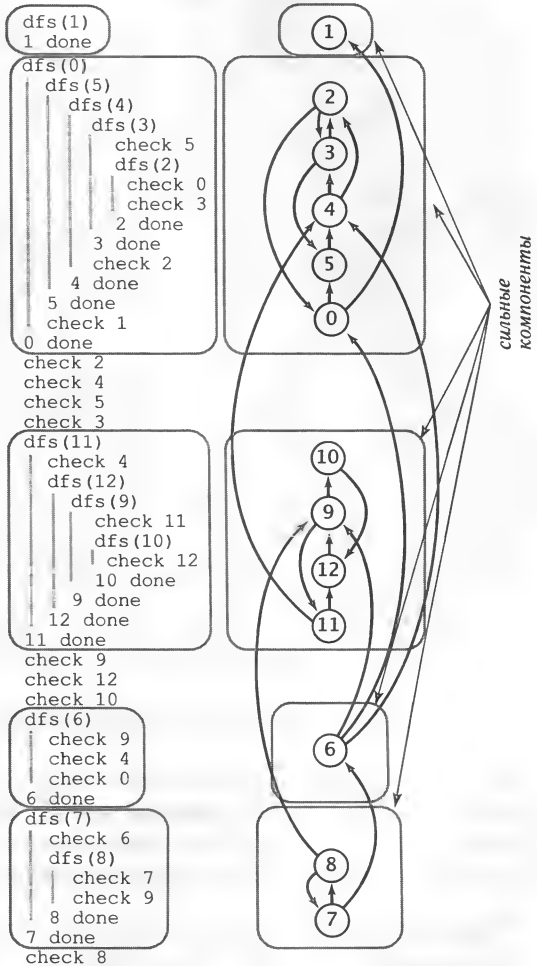 dfs(1)
1 done
dfs(0)
dfs(5)
dfs(4)
dfs(3)
check 5
dfs(2)
check 0
check 3
2 done
3 done
check 2
4 done
5 done
check 1
0 done
check 2
check 4
check 5
check 3
dfs(11)
check 4
dfs(12)
dfs(9)
check 11
dfs(10)
check 12
10 done
9 done
12 done
11 done
check 9
check 12
check 10
dfs(6)
check 9
check 4
check 0
6 done
dfs(7)
check 6
dfs(8)
check 7
check 9
8 done
7 done
check 8
1
2
3
4
5
0
10
9
12
11
6
8
7
сильные
компоненты